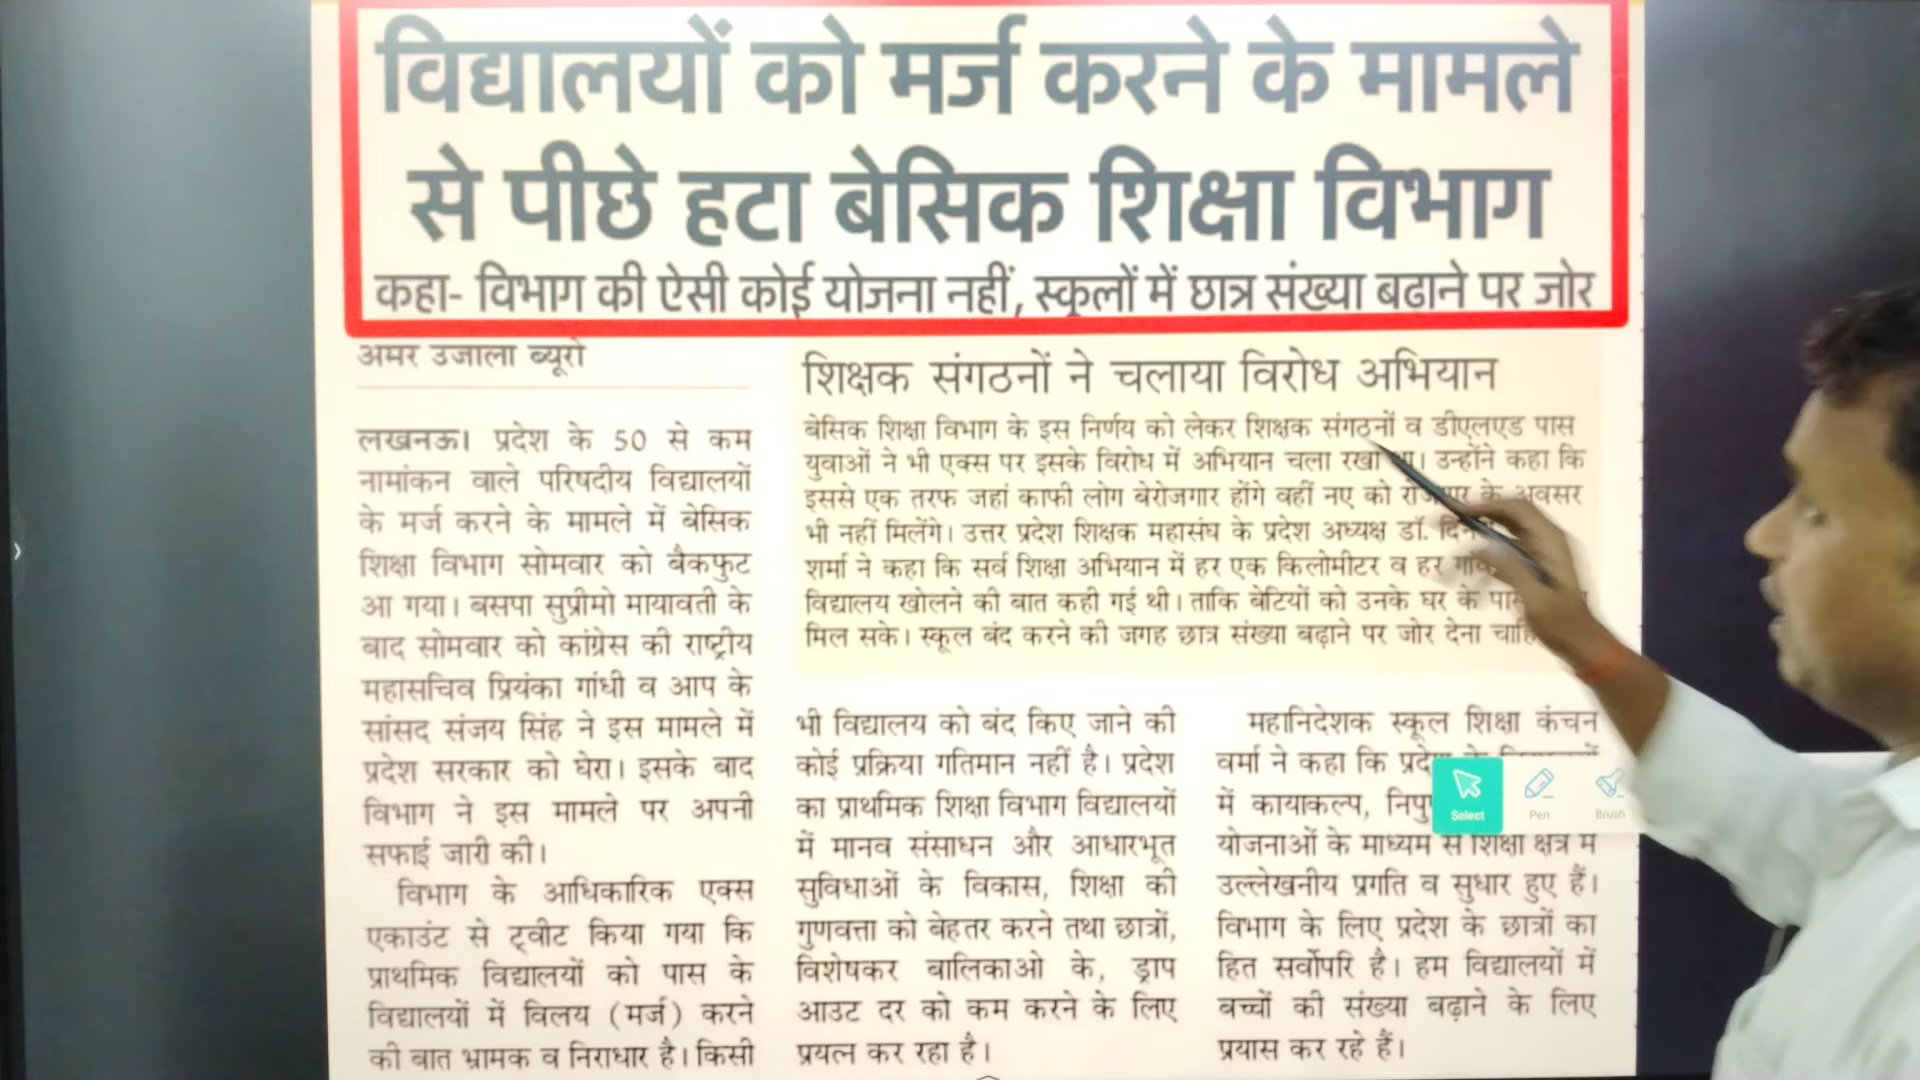 विद्यालयों को मर्ज करने के मामले
से पीछे हटा बेसिक शिक्षा विभाग
कहा- विभाग की ऐसी कोई योजना नहीं, स्कूलों में छात्र संख्या बढ़ाने पर जोर
अमर उजाला ब्यूरो
लखनऊ। प्रदेश के 50 से कम
नामांकन वाले परिषदीय विद्यालयों
के मर्ज करने के मामले में बेसिक
शिक्षा विभाग सोमवार को बैकफुट
आ गया। बसपा सुप्रीमो मायावती के
बाद सोमवार को कांग्रेस की राष्ट्रीय
महासचिव प्रियंका गांधी व आप के
सांसद संजय सिंह ने इस मामले में
प्रदेश सरकार को घेरा। इसके बाद
विभाग ने इस मामले पर अपनी
सफाई जारी की।
विभाग के आधिकारिक एक्स
एकाउंट से ट्वीट किया गया कि
प्राथमिक विद्यालयों को पास के
विद्यालयों में विलय (मर्ज) करने
की बात भ्रामक व निराधार है। किसी
शिक्षक संगठनों ने चलाया विरोध अभियान
बेसिक शिक्षा विभाग के इस निर्णय को लेकर शिक्षक संगठनों व डीएलएड पास
युवाओं ने भी एक्स पर इसके विरोध में अभियान चला रखा । उन्होंने कहा कि
इससे एक तरफ जहां काफी लोग बेरोजगार होंगे वहीं नए को के अवसर
भी नहीं मिलेंगे। उत्तर प्रदेश शिक्षक महासंघ के प्रदेश अध्यक्ष डॉ.
शर्मा ने कहा कि सर्व शिक्षा अभियान में हर एक किलोमीटर व हर
विद्यालय खोलने की बात कही गई थी। ताकि बेटियों को उनके घर के
मिल सके। स्कूल बंद करने की जगह छात्र संख्या बढ़ाने पर जोर देना
भी विद्यालय को बंद किए जाने की
कोई प्रक्रिया गतिमान नहीं है। प्रदेश
का प्राथमिक शिक्षा विभाग विद्यालयों
में मानव संसाधन और आधारभूत
सुविधाओं के विकास, शिक्षा की
गुणवत्ता को बेहतर करने तथा छात्रों,
विशेषकर बालिकाओ के, ड्राप
आउट दर को कम करने के लिए
प्रयत्न कर रहा है।
महानिदेशक स्कूल शिक्षा कंचन
वर्मा ने कहा कि
में कायाकल्प,
योजनाओं के माध्यम से शिक्षा क्षेत्र में
उल्लेखनीय प्रगति व सुधार हुए हैं।
विभाग के लिए प्रदेश के छात्रों का
हित सर्वोपरि है। हम विद्यालयों में
बच्चों की संख्या बढ़ाने के लिए
प्रयास कर रहे हैं।
Select Pen Brush